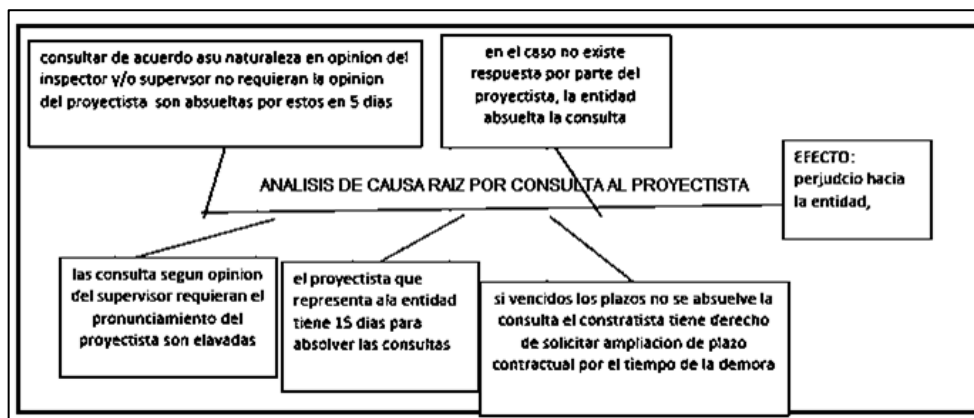 consultar de acuerdo asu naturaleza en opinion del
inspector y/o supervsor no requieran la opinion
del proyectista son absueltas por estos en 5 dias
en el caso no existe
respuesta por parte del
proyectista, la entidad
absuelta la consulta
EFECTO:
perjudcio hacia
la entidad,
ANALISIS DE CAUSA RAIZ POR CONSULTA AL PROYECTISTA
las consulta segun opinion
del supervisor requieran el
pronunciamiento del
proyectista son elavadas
el proyectista que
representa ala entidad
tiene 15 dias para
absolver las consultas
si vencidos los plazos no se absuelve la
consulta el constratista tiene derecho
de solicitar ampliacion de plazo
contractual por el tiempo de la demora